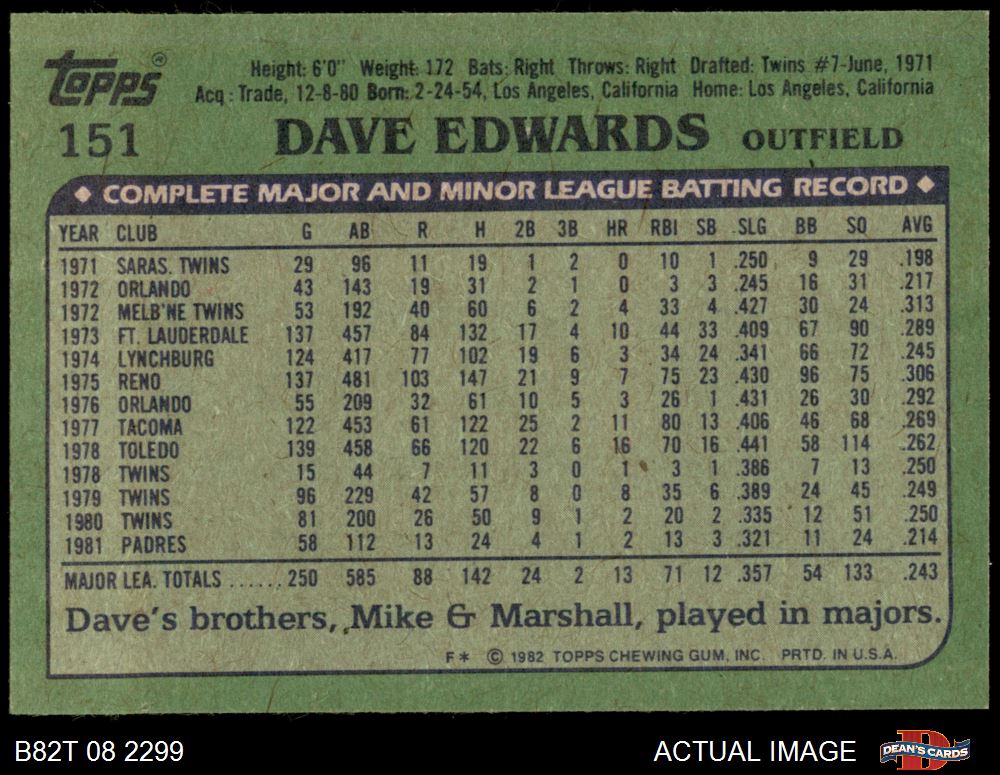 Topps®
Height: 6'0" Weight: 172 Bats: Right Throws: Right Drafted: Twins #7-June, 1971
Acq: Trade, 12-8-80 Born: 2-24-54, Los Angeles, California Home: Los Angeles, California
151 DAVE EDWARDS OUTFIELD
◆ COMPLETE MAJOR AND MINOR LEAGUE BATTING RECORD ◆
YEAR CLUB G AB R H 2B 3B HR RBI SB SLG BB SO AVG
1971 SARAS. TWINS 29 96 11 19 1 2 0 10 1 .250 9 29 .198
1972 ORLANDO 43 143 19 31 2 1 0 3 3 .245 16 31 .217
1972 MELB'NE TWINS 53 192 40 60 6 2 4 33 4 .427 30 24 .313
1973 FT. LAUDERDALE 137 457 84 132 17 4 10 44 33 .409 67 90 .289
1974 LYNCHBURG 124 417 77 102 19 6 3 34 24 .341 66 72 .245
1975 RENO 137 481 103 147 21 9 7 75 23 .430 96 75 .306
1976 ORLANDO 55 209 32 61 10 5 3 26 1 .431 26 30 .292
1977 TACOMA 122 453 61 122 25 2 11 80 13 .406 46 68 .269
1978 TOLEDO 139 458 66 120 22 6 16 70 16 .441 58 114 .262
1978 TWINS 15 44 7 11 3 0 1 3 1 .386 7 13 .250
1979 TWINS 96 229 42 57 8 0 8 35 6 .389 24 45 .249
1980 TWINS 81 200 26 50 9 1 2 20 2 .335 12 51 .250
1981 PADRES 58 112 13 24 4 1 2 13 3 .321 11 24 .214
MAJOR LEA. TOTALS ......250 585 88 142 24 2 13 71 12 .357 54 133 .243
Dave's brothers, Mike & Marshall, played in majors.
F* © 1982 TOPPS CHEWING GUM, INC. PRTD. IN U.S.A.
B82T 08 2299 ACTUAL IMAGE D DEAN'S CARDS